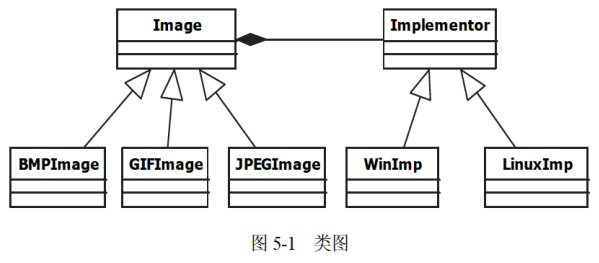 Image Implementor
BMPImage GIFImage JPEGImage WinImp LinuxImp
图 5-1 类图